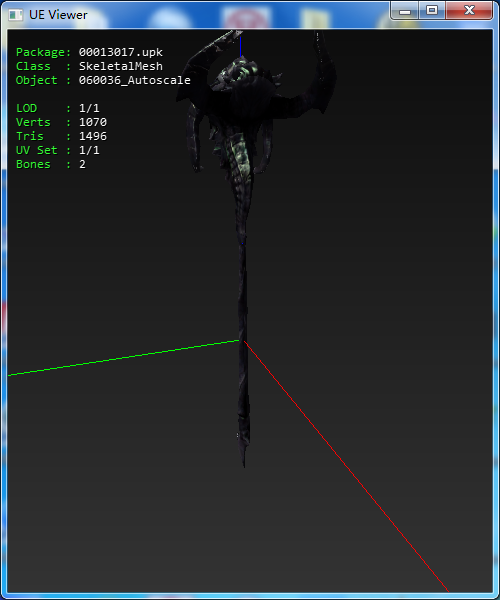 UE Viewer
Package: 00013017.upk
Class : SkeletalMesh
Object : 060036_Autoscale
LOD : 1/1
Verts : 1070
Tris : 1496
UV Set : 1/1
Bones : 2